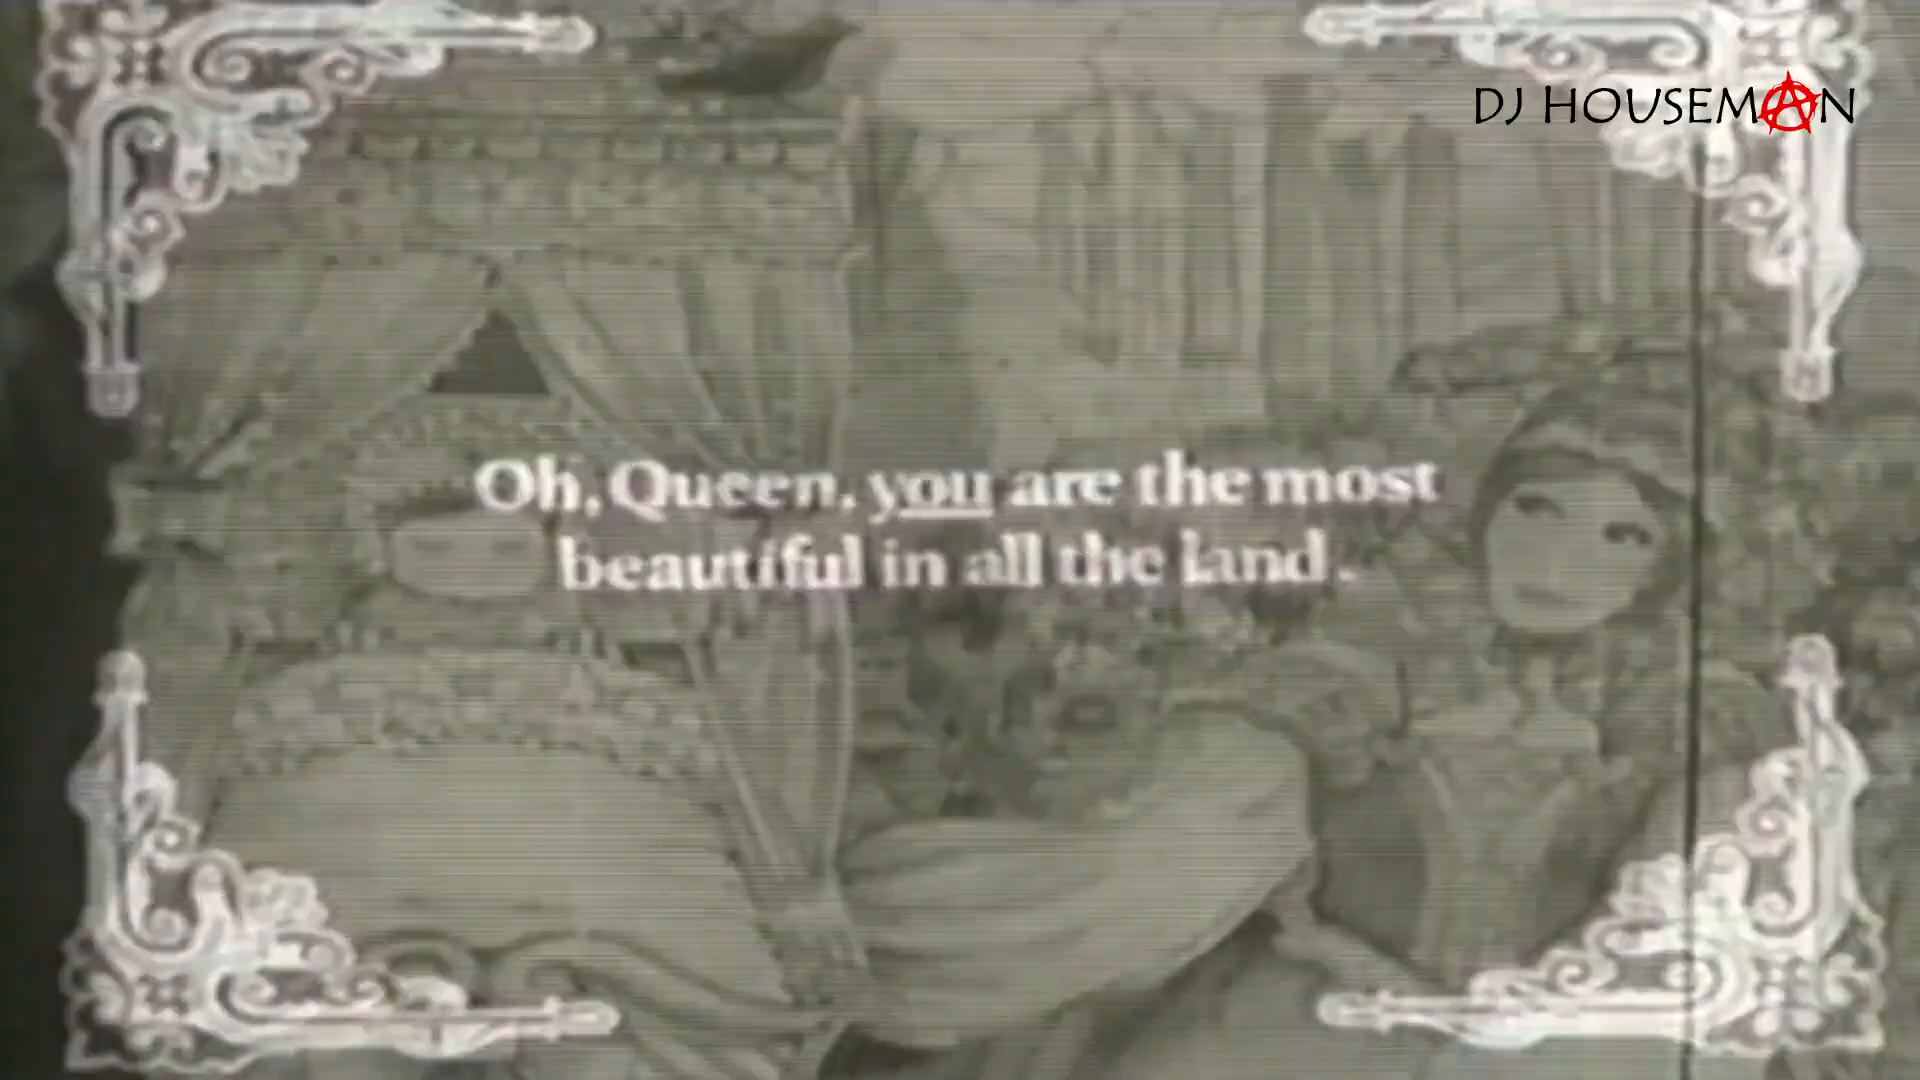 DJ HOUSEMAN
Oh, Queen, you are the most
beautiful in all the land.